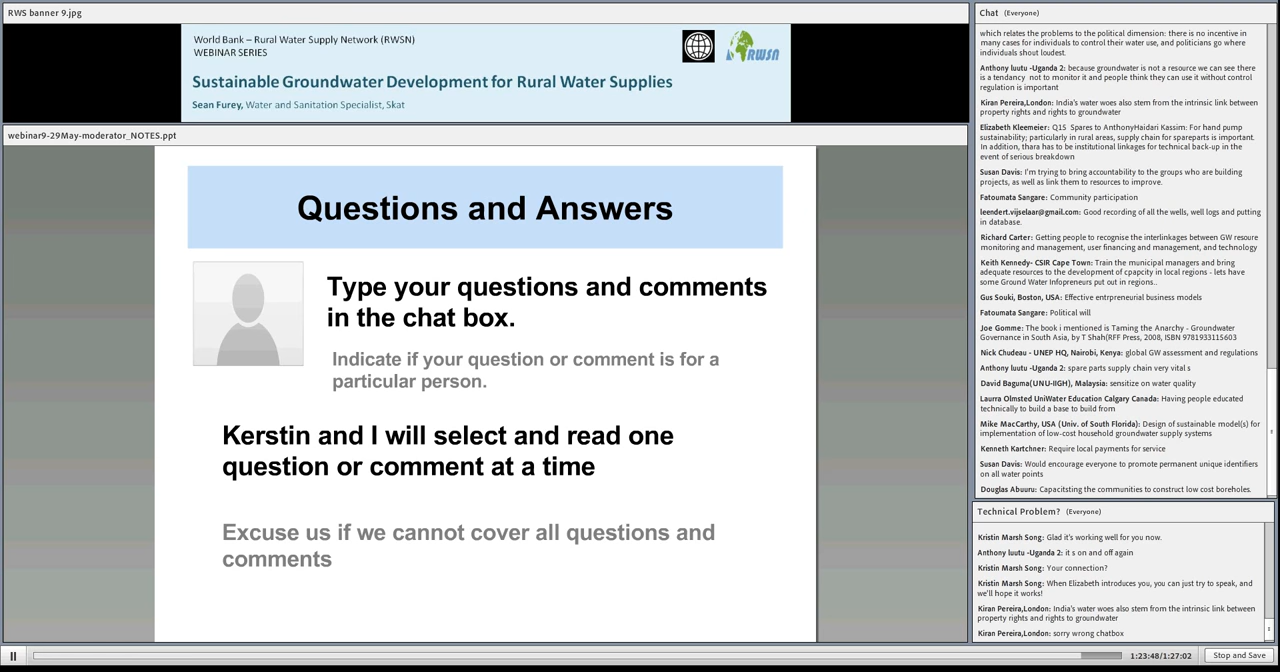 RWS banner 9.jpg
World Bank – Rural Water Supply Network (RWSN)
WEBINAR SERIES
RWSN
Sustainable Groundwater Development for Rural Water Supplies
Sean Furey, Water and Sanitation Specialist, Skat
webinar9-29May-moderator_NOTES.ppt
Questions and Answers
Type your questions and comments
in the chat box.
Indicate if your question or comment is for a
particular person.
Kerstin and I will select and read one
question or comment at a time
Excuse us if we cannot cover all questions and
comments
Chat (Everyone)
which relates the problems to the political dimension: there is no incentive in
many cases for individuals to control their water use, and politicians go where
individuals shout loudest.
Anthony luutu -Uganda 2: because groundwater is not a resource we can see there
is a tendancy not to monitor it and people think they can use it without control
regulation is important
Kiran Pereira,London: India's water woes also stem from the intrinsic link between
property rights and rights to groundwater
Elizabeth Kleemeier: Q15 Spares to AnthonyHaidari Kassim: For hand pump
sustainability; particularly in rural areas, supply chain for spareparts is important.
In addition, thara has to be institutional linkages for technical back-up in the
event of serious breakdown
Susan Davis: I'm trying to bring accountability to the groups who are building
projects, as well as link them to resources to improve.
Fatoumata Sangare: Community participation
leendert.vijselaar@gmail.com: Good recording of all the wells, well logs and putting
in database.
Richard Carter: Getting people to recognise the interlinkages between GW resoure
monitoring and management, user financing and management, and technology
Keith Kennedy- CSIR Cape Town: Train the municipal managers and bring
adequate resources to the development of cpapcity in local regions - lets have
some Ground Water Infopreneurs put out in regions..
Gus Souki, Boston, USA: Effective entrpreneurial business models
Fatoumata Sangare: Political will
Joe Gomme: The book i mentioned is Taming the Anarchy - Groundwater
Governance in South Asia, by T Shah(RFF Press, 2008, ISBN 9781933115603
Nick Chudeau - UNEP HQ, Nairobi, Kenya: global GW assessment and regulations
Anthony luutu -Uganda 2: spare parts supply chain very vital s
David Baguma(UNU-IIGH), Malaysia: sensitize on water quality
Laurra Olmsted UniWater Education Calgary Canada: Having people educated
technically to build a base to build from
Mike MacCarthy, USA (Univ. of South Florida): Design of sustainable model(s) for
implementation of low-cost household groundwater supply systems
Kenneth Kartchner: Require local payments for service
Susan Davis: Would encourage everyone to promote permanent unique identifiers
on all water points
Douglas Abuuru: Capacitsting the communities to construct low cost boreholes.
Technical Problem? (Everyone)
Kristin Marsh Song: Glad it's working well for you now.
Anthony luutu -Uganda 2: it s on and off again
Kristin Marsh Song: Your connection?
Kristin Marsh Song: When Elizabeth introduces you, you can just try to speak, and
we'll hope it works!
Kiran Pereira,London: India's water woes also stem from the intrinsic link between
property rights and rights to groundwater
Kiran Pereira,London: sorry wrong chatbox
1:23:48/1:27:02
Stop and Save